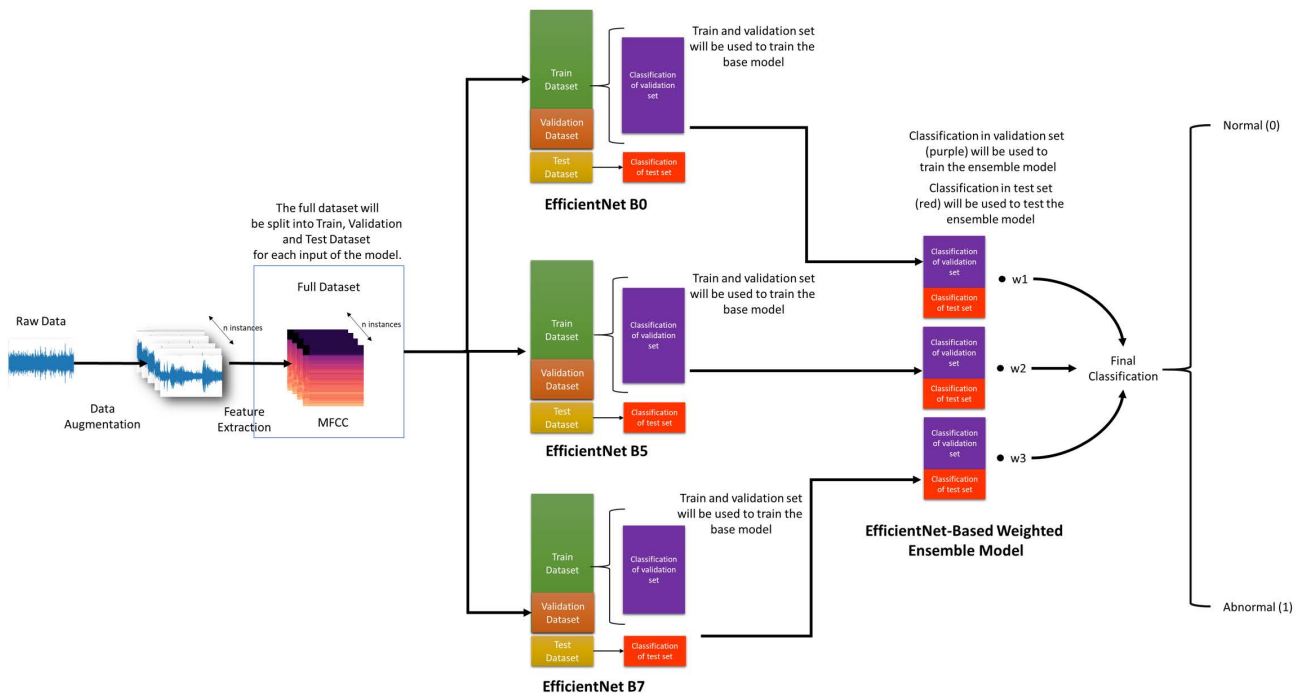 Raw Data
Data
Augmentation
n instances
Feature
Extraction
The full dataset will
be split into Train, Validation
and Test Dataset
for each input of the model.
Full Dataset
n instances
MFCC
Train
Dataset
Validation
Dataset
Test
Dataset
Classification
of validation
set
Classification
of test set
Train and validation set
will be used to train the
base model
EfficientNet B0
Train
Dataset
Validation
Dataset
Test
Dataset
Classification
of validation
set
Classification
of test set
Train and validation set
will be used to train the
base model
EfficientNet B5
Train
Dataset
Validation
Dataset
Test
Dataset
Classification
of validation
set
Classification
of test set
Train and validation set
will be used to train the
base model
EfficientNet B7
Classification in validation set
(purple) will be used to
train the ensemble model
Classification in test set
(red) will be used to test the
ensemble model
Classification
of validation
set
Classification
of test set
• w1
Classification
of validation
set
Classification
of test set
• w2
Classification
of validation
set
Classification
of test set
• w3
EfficientNet-Based Weighted
Ensemble Model
Final
Classification
Normal (0)
Abnormal (1)